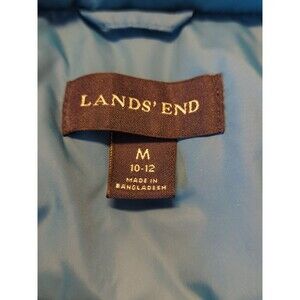 LANDS' END
M
10-12
MADE IN
BANGLADESH